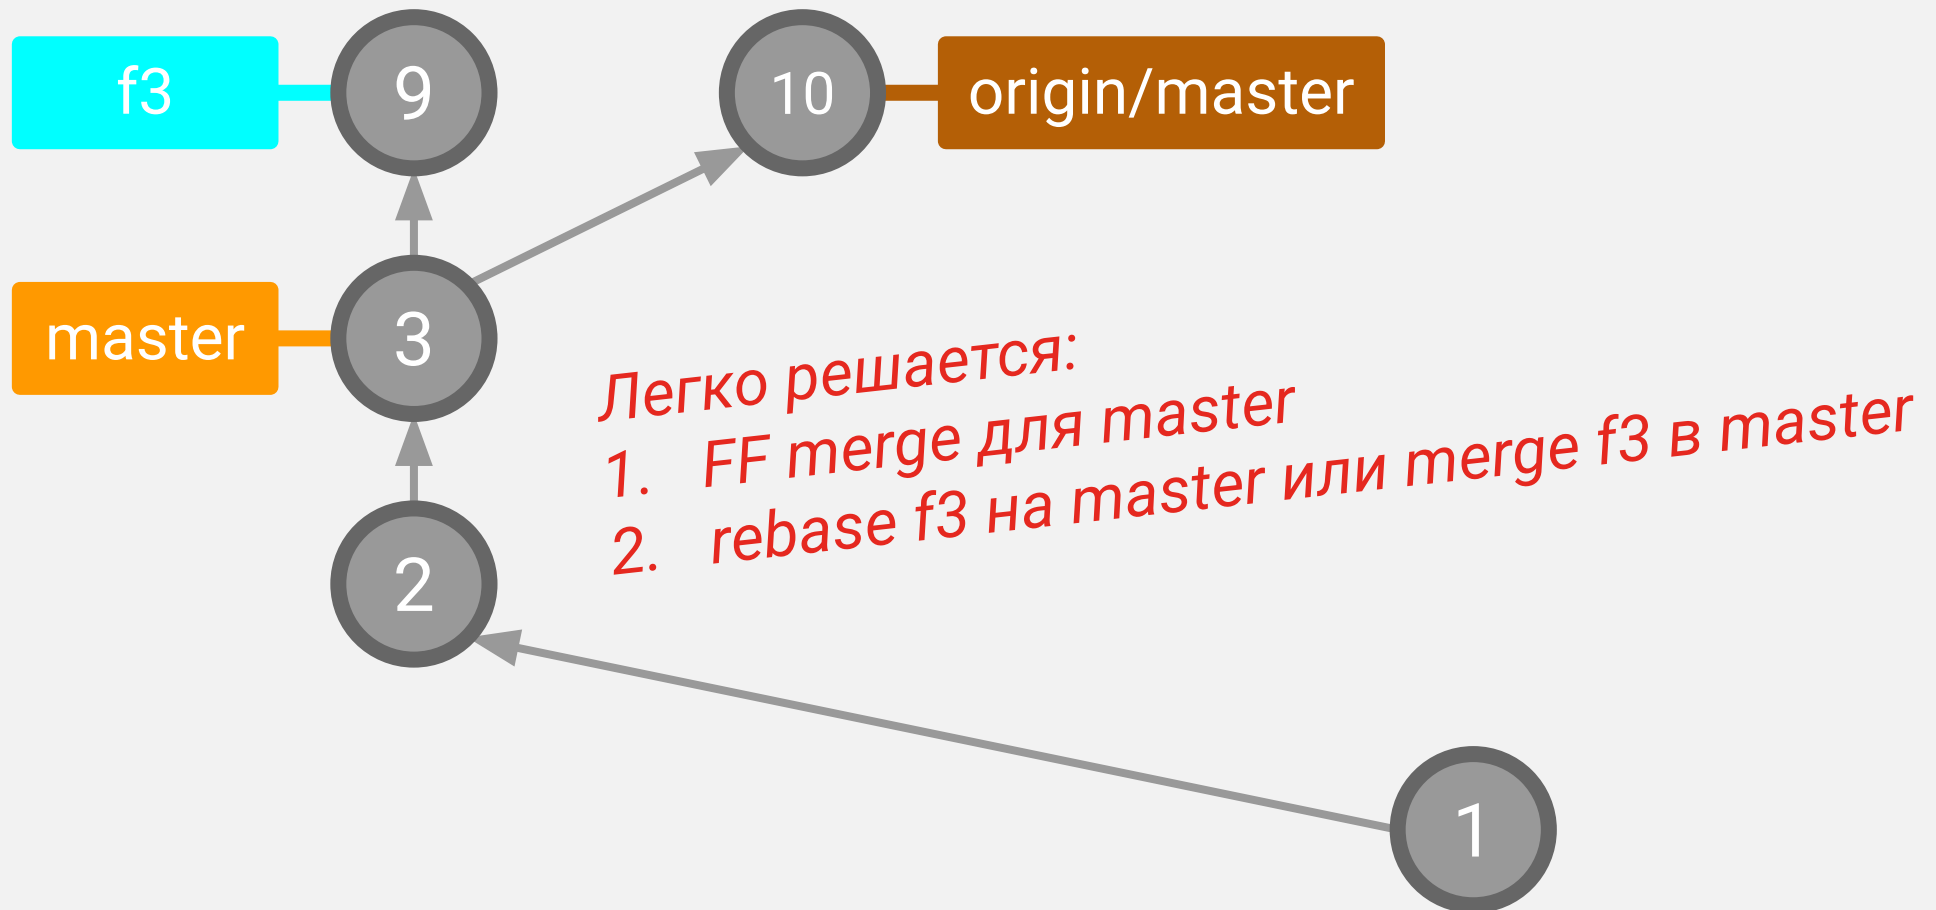 f3
9
10
origin/master
master
3
Легко решается:
1. FF merge для master
2. rebase f3 на master или merge f3 в master
2
1